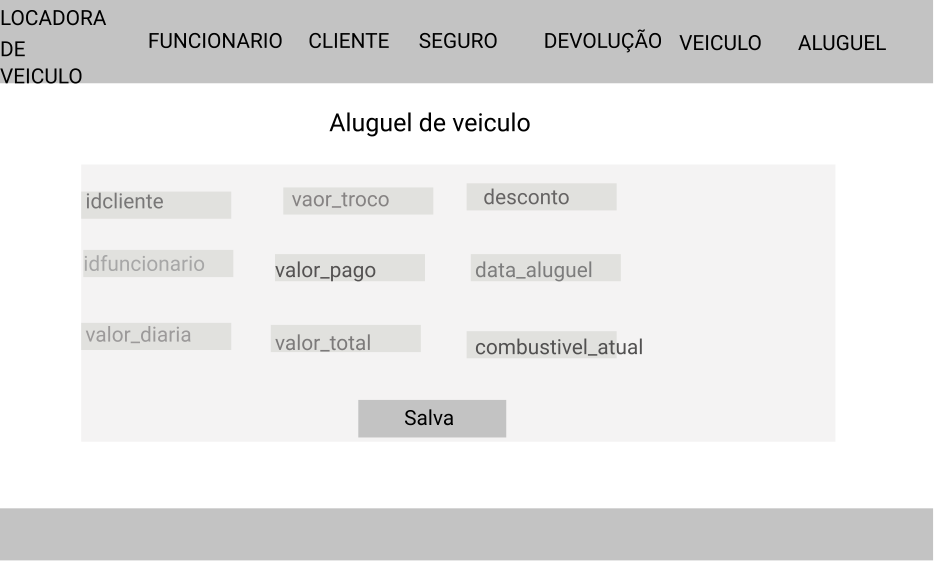 LOCADORA
DE
VEICULO
FUNCIONARIO CLIENTE SEGURO DEVOLUÇÃO VEICULO ALUGUEL
Aluguel de veiculo
idcliente vaor_troco desconto
idfuncionario valor_pago data_aluguel
valor_diaria valor_total combustivel_atual
Salva